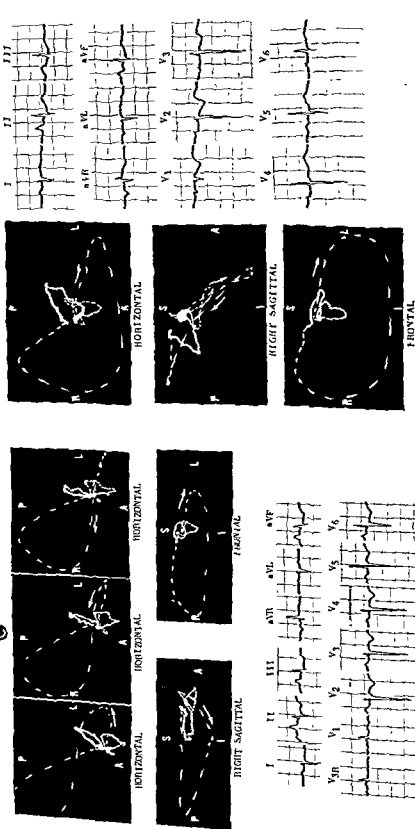 P P P
R L
A A A
HORIZONTAL HORIZONTAL HORIZONTAL
S
P A
I
RIGHT SAGITTAL
S
R L
I
FRONTAL
I II III aVR aVL aVF
V3R V1 V2 V3 V4 V5 V6
P
R L
A
HORIZONTAL
S
P A
I
RIGHT SAGITTAL
S
R L
I
FRONTAL
I II III
aVR aVL aVF
V1 V2 V3
V4 V5 V6